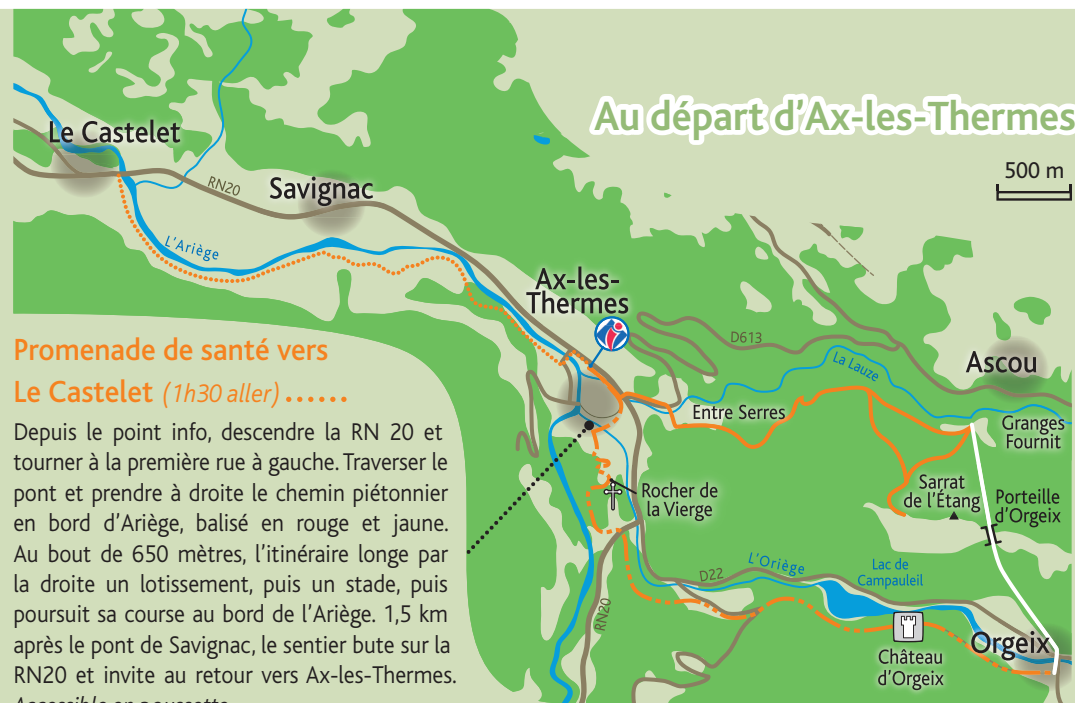 Au départ d'Ax-les-Thermes
500 m
Le Castelet
RN20
Savignac
L'Ariège
Ax-les-
Thermes
D613
La Lauze
Ascou
Entre Serres
Granges
Fournit
Sarrat
de l'Étang
Porteille
d'Orgeix
Rocher de
la Vierge
D22
L'Oriège
Lac de
Campauleil
RN20
Château
d'Orgeix
Orgeix
Promenade de santé vers
Le Castelet (1h30 aller) ......
Depuis le point info, descendre la RN 20 et
tourner à la première rue à gauche. Traverser le
pont et prendre à droite le chemin piétonnier
en bord d'Ariège, balisé en rouge et jaune.
Au bout de 650 mètres, l'itinéraire longe par
la droite un lotissement, puis un stade, puis
poursuit sa course au bord de l'Ariège. 1,5 km
après le pont de Savignac, le sentier bute sur la
RN20 et invite au retour vers Ax-les-Thermes.
Accessible en poussette